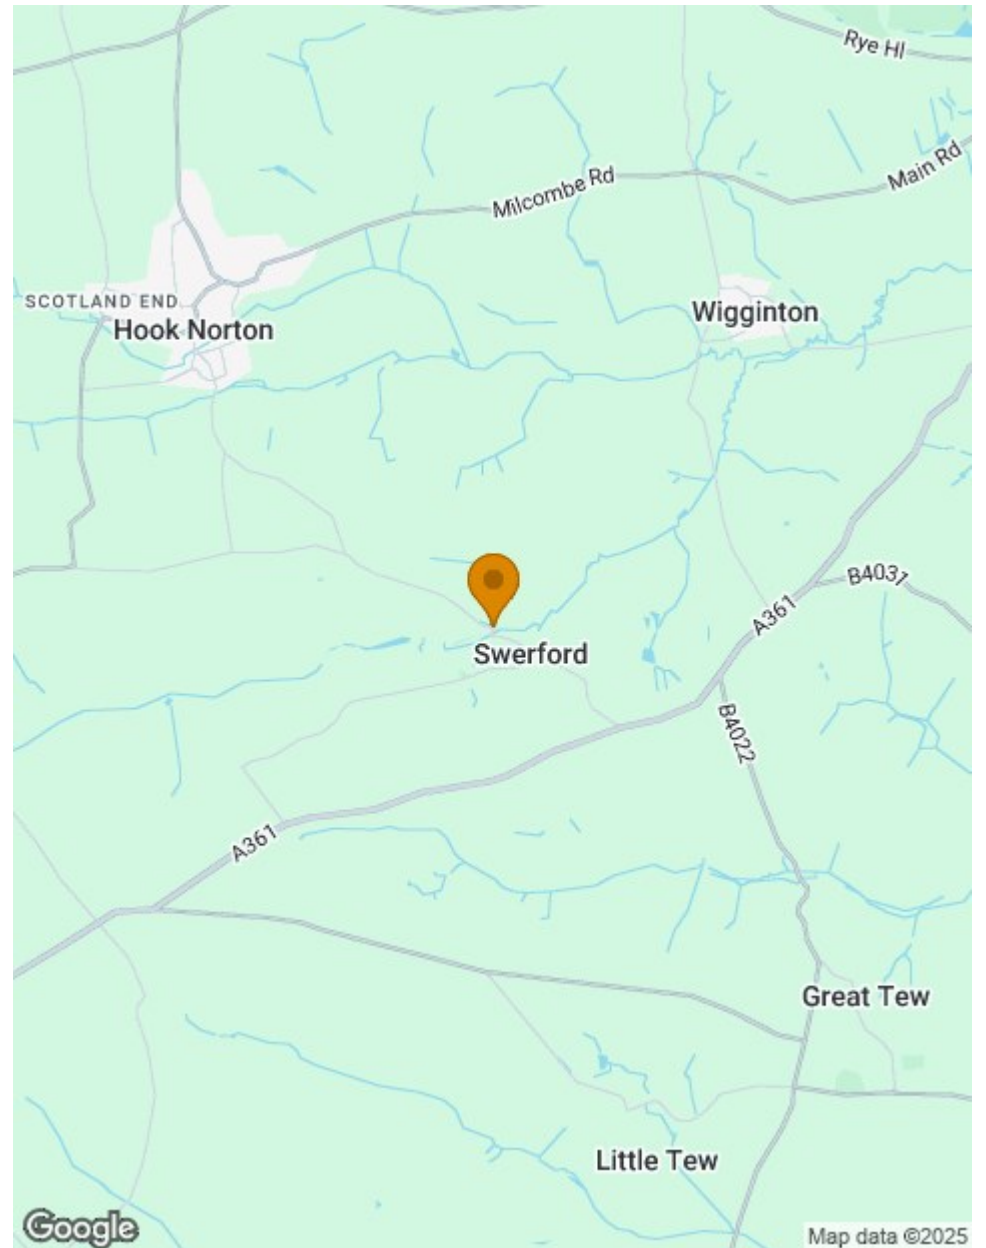 Rye Hl
Main Rd
Milcombe Rd
SCOTLAND END
Hook Norton
Wigginton
B4031
A361
Swerford
B4022
A361
Great Tew
Little Tew
Google
Map data ©2025